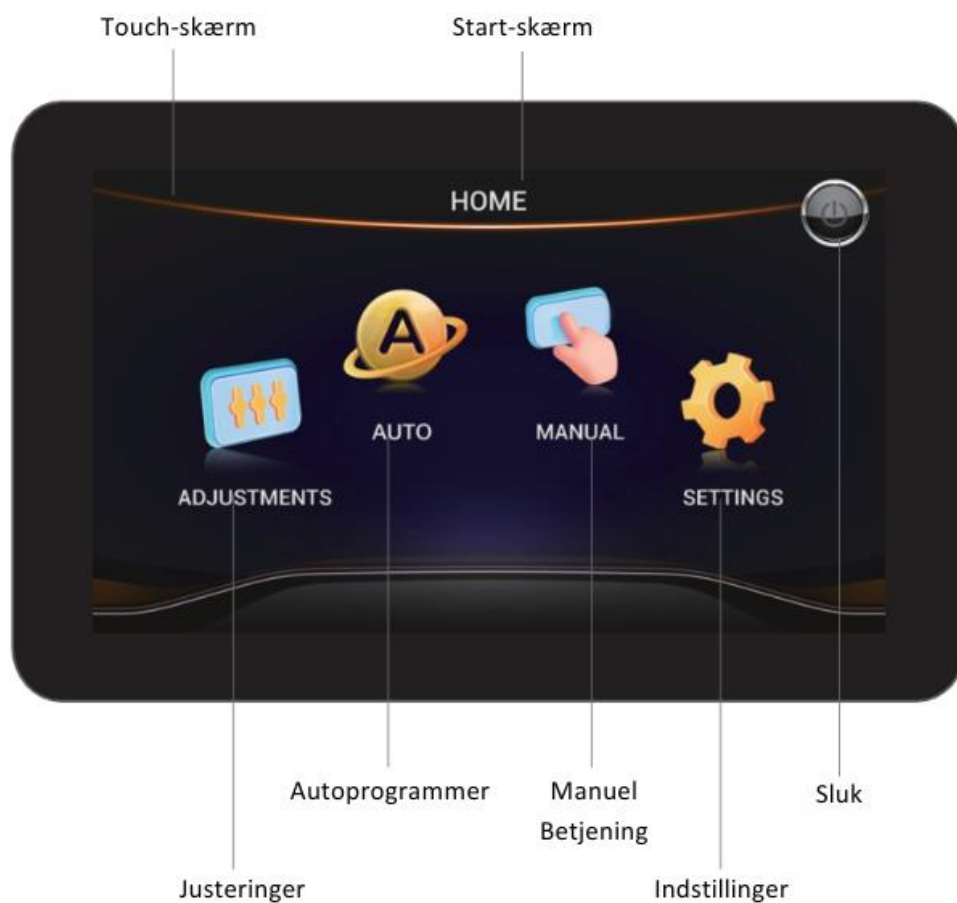 Touch-skærm
Start-skærm
HOME
AUTO
MANUAL
ADJUSTMENTS
SETTINGS
Autoprogrammer
Manuel
Betjening
Sluk
Justeringer
Indstillinger